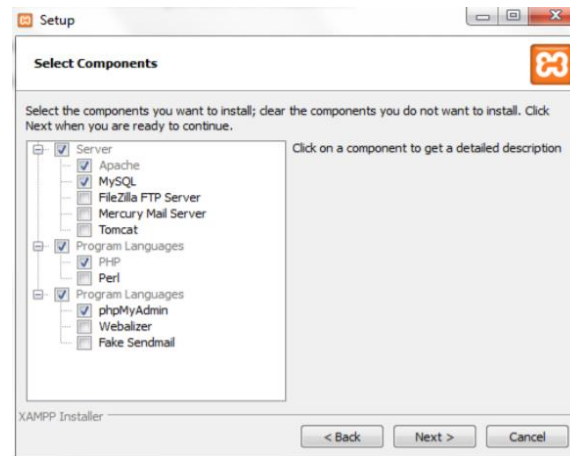 Setup
Select Components
Select the components you want to install; clear the components you do not want to install. Click
Next when you are ready to continue.
Server
Apache
MySQL
FileZilla FTP Server
Mercury Mail Server
Tomcat
Program Languages
PHP
Perl
Program Languages
phpMyAdmin
Webalizer
Fake Sendmail
Click on a component to get a detailed description
XAMPP Installer
< Back
Next >
Cancel